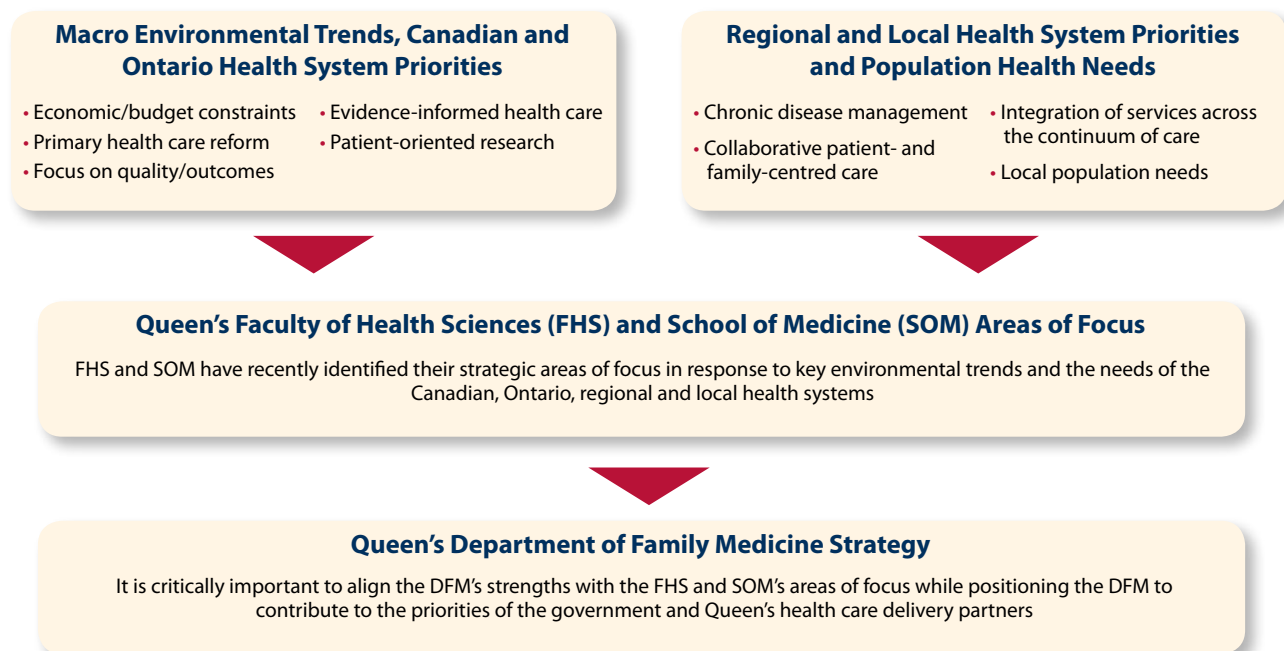 Macro Environmental Trends, Canadian and
Ontario Health System Priorities
• Economic/budget constraints
• Primary health care reform
• Focus on quality/outcomes
• Evidence-informed health care
• Patient-oriented research
Regional and Local Health System Priorities
and Population Health Needs
• Chronic disease management
• Collaborative patient- and
family-centred care
• Integration of services across
the continuum of care
• Local population needs
Queen’s Faculty of Health Sciences (FHS) and School of Medicine (SOM) Areas of Focus
FHS and SOM have recently identified their strategic areas of focus in response to key environmental trends and the needs of the
Canadian, Ontario, regional and local health systems
Queen’s Department of Family Medicine Strategy
It is critically important to align the DFM’s strengths with the FHS and SOM’s areas of focus while positioning the DFM to
contribute to the priorities of the government and Queen’s health care delivery partners